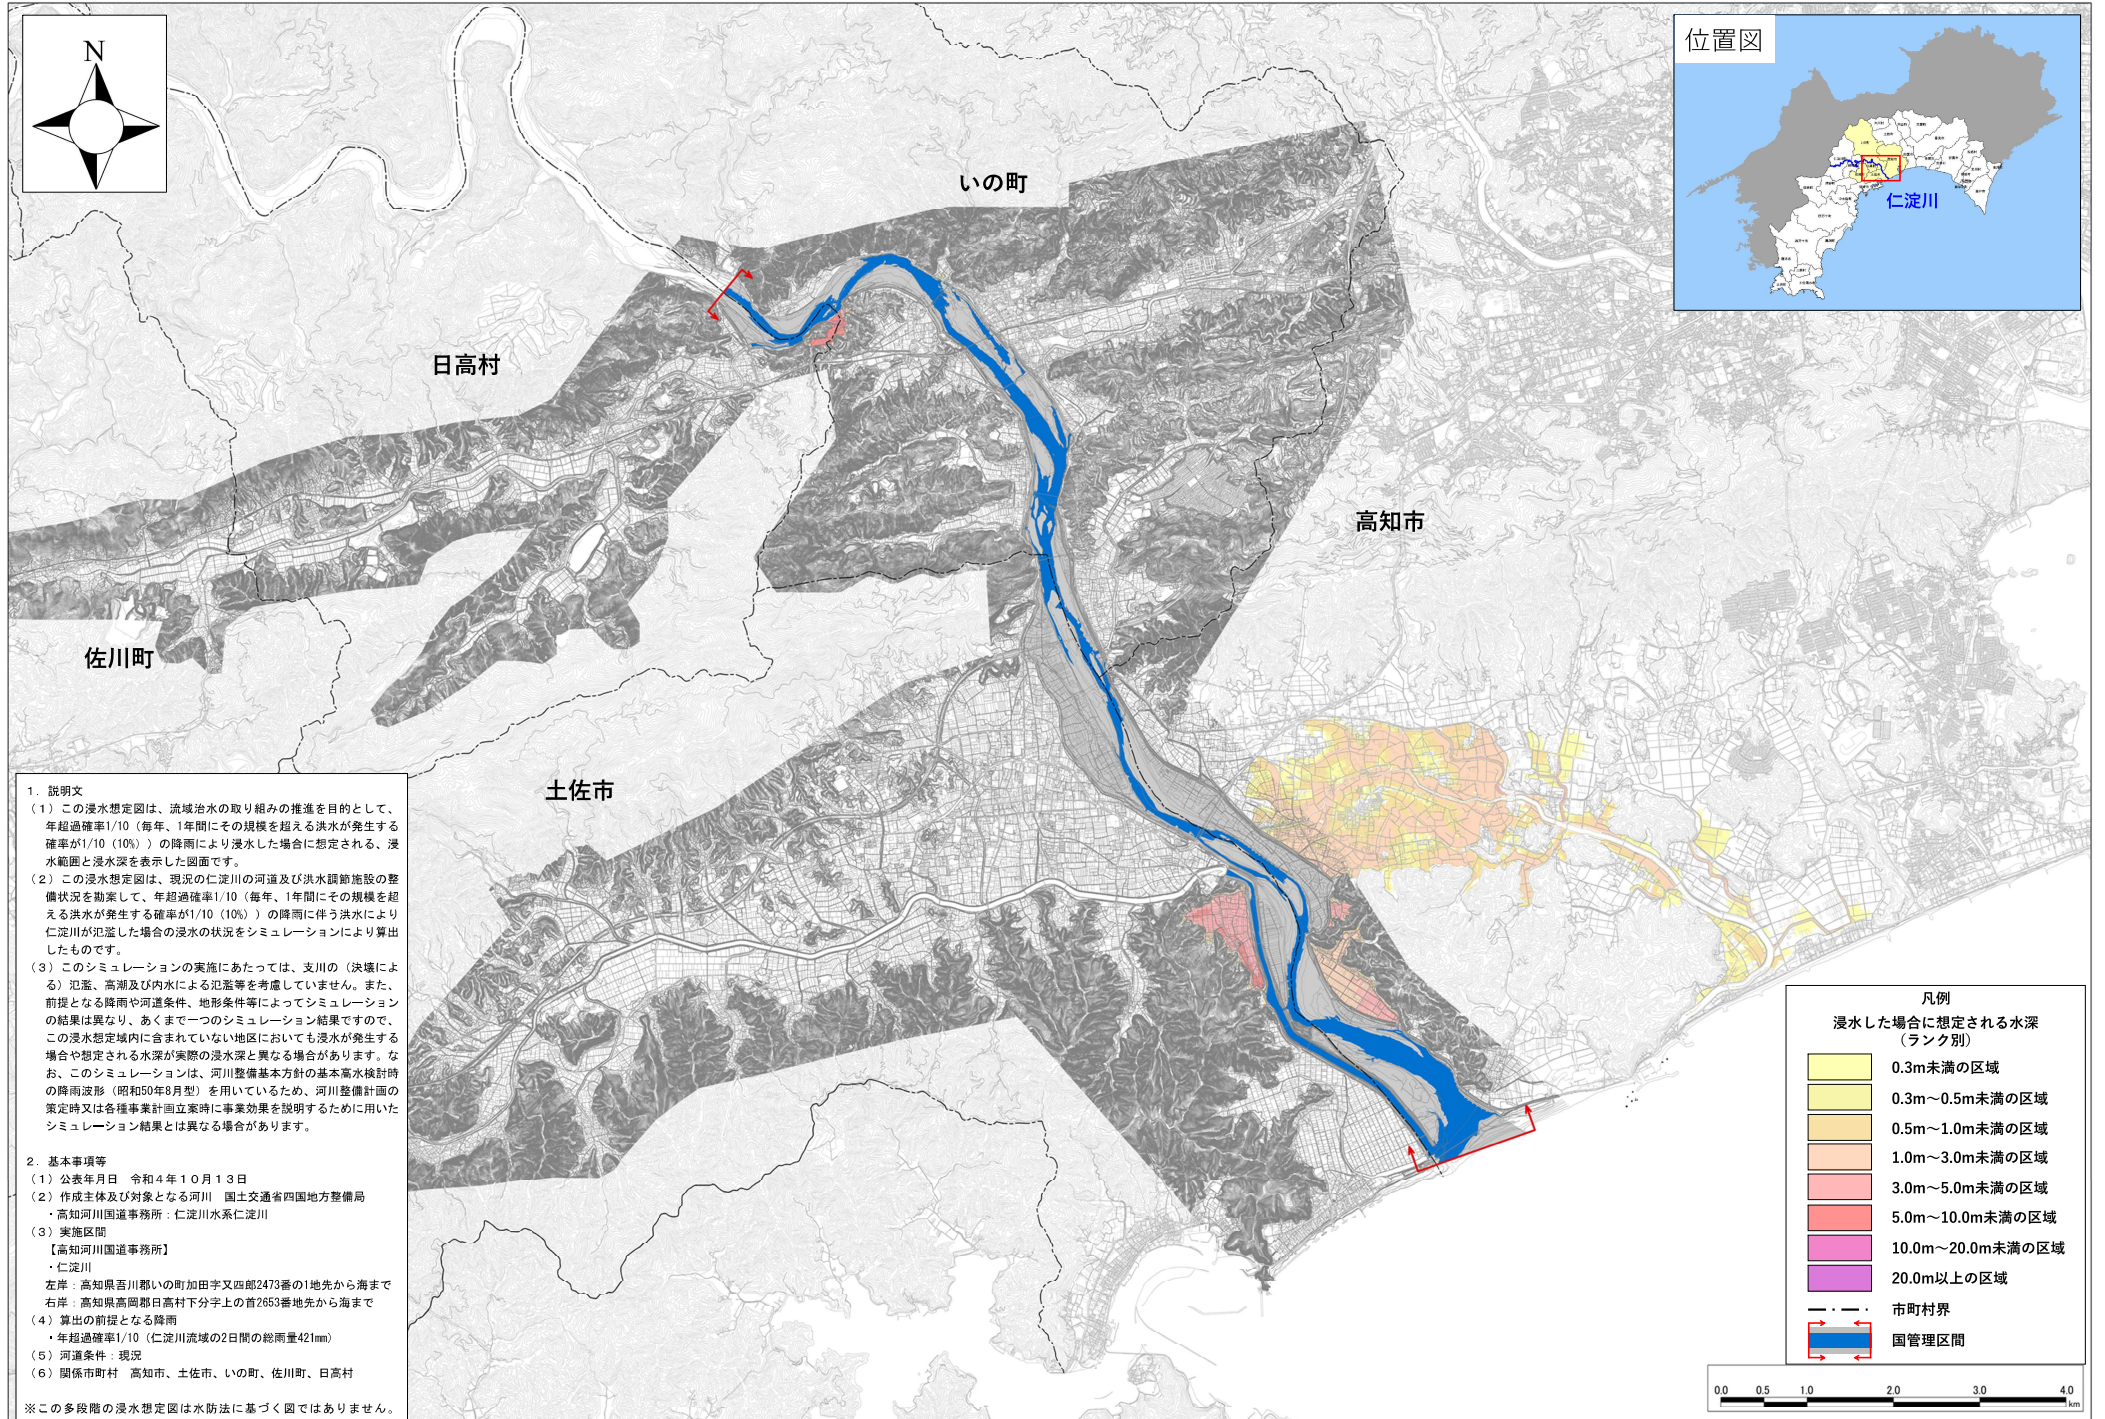 N
位置図
仁淀川
いの町
日高村
高知市
佐川町
土佐市
1．説明文
（1）この浸水想定図は、流域治水の取り組みの推進を目的として、
年超過確率1/10（毎年、1年間にその規模を超える洪水が発生する
確率が1/10（10%））の降雨により浸水した場合に想定される、浸
水範囲と浸水深を表示した図面です。
（2）この浸水想定図は、現況の仁淀川の河道及び洪水調節施設の整
備状況を勘案して、年超過確率1/10（毎年、1年間にその規模を超
える洪水が発生する確率が1/10（10%））の降雨に伴う洪水により
仁淀川が氾濫した場合の浸水の状況をシミュレーションにより算出
したものです。
（3）このシミュレーションの実施にあたっては、支川の（決壊によ
る）氾濫、高潮及び内水による氾濫等を考慮していません。また、
前提となる降雨や河道条件、地形条件等によってシミュレーション
の結果は異なり、あくまで一つのシミュレーション結果ですので、
この浸水想定域内に含まれていない地区においても浸水が発生する
場合や想定される水深が実際の浸水深と異なる場合があります。な
お、このシミュレーションは、河川整備基本方針の基本高水検討時
の降雨波形（昭和50年8月型）を用いているため、河川整備計画の
策定時又は各種事業計画立案時に事業効果を説明するために用いた
シミュレーション結果とは異なる場合があります。
2．基本事項等
（1）公表年月日　令和４年１０月１３日
（2）作成主体及び対象となる河川　国土交通省四国地方整備局
・高知河川国道事務所：仁淀川水系仁淀川
（3）実施区間
【高知河川国道事務所】
・仁淀川
左岸：高知県吾川郡いの町加田字又四郎2473番の1地先から海まで
右岸：高知県高岡郡日高村下分字上の首2653番地先から海まで
（4）算出の前提となる降雨
・年超過確率1/10（仁淀川流域の2日間の総雨量421mm）
（5）河道条件：現況
（6）関係市町村　高知市、土佐市、いの町、佐川町、日高村
※この多段階の浸水想定図は水防法に基づく図ではありません。
凡例
浸水した場合に想定される水深
（ランク別）
0.3m未満の区域
0.3m～0.5m未満の区域
0.5m～1.0m未満の区域
1.0m～3.0m未満の区域
3.0m～5.0m未満の区域
5.0m～10.0m未満の区域
10.0m～20.0m未満の区域
20.0m以上の区域
市町村界
国管理区間
0.0 0.5 1.0 2.0 3.0 4.0
km